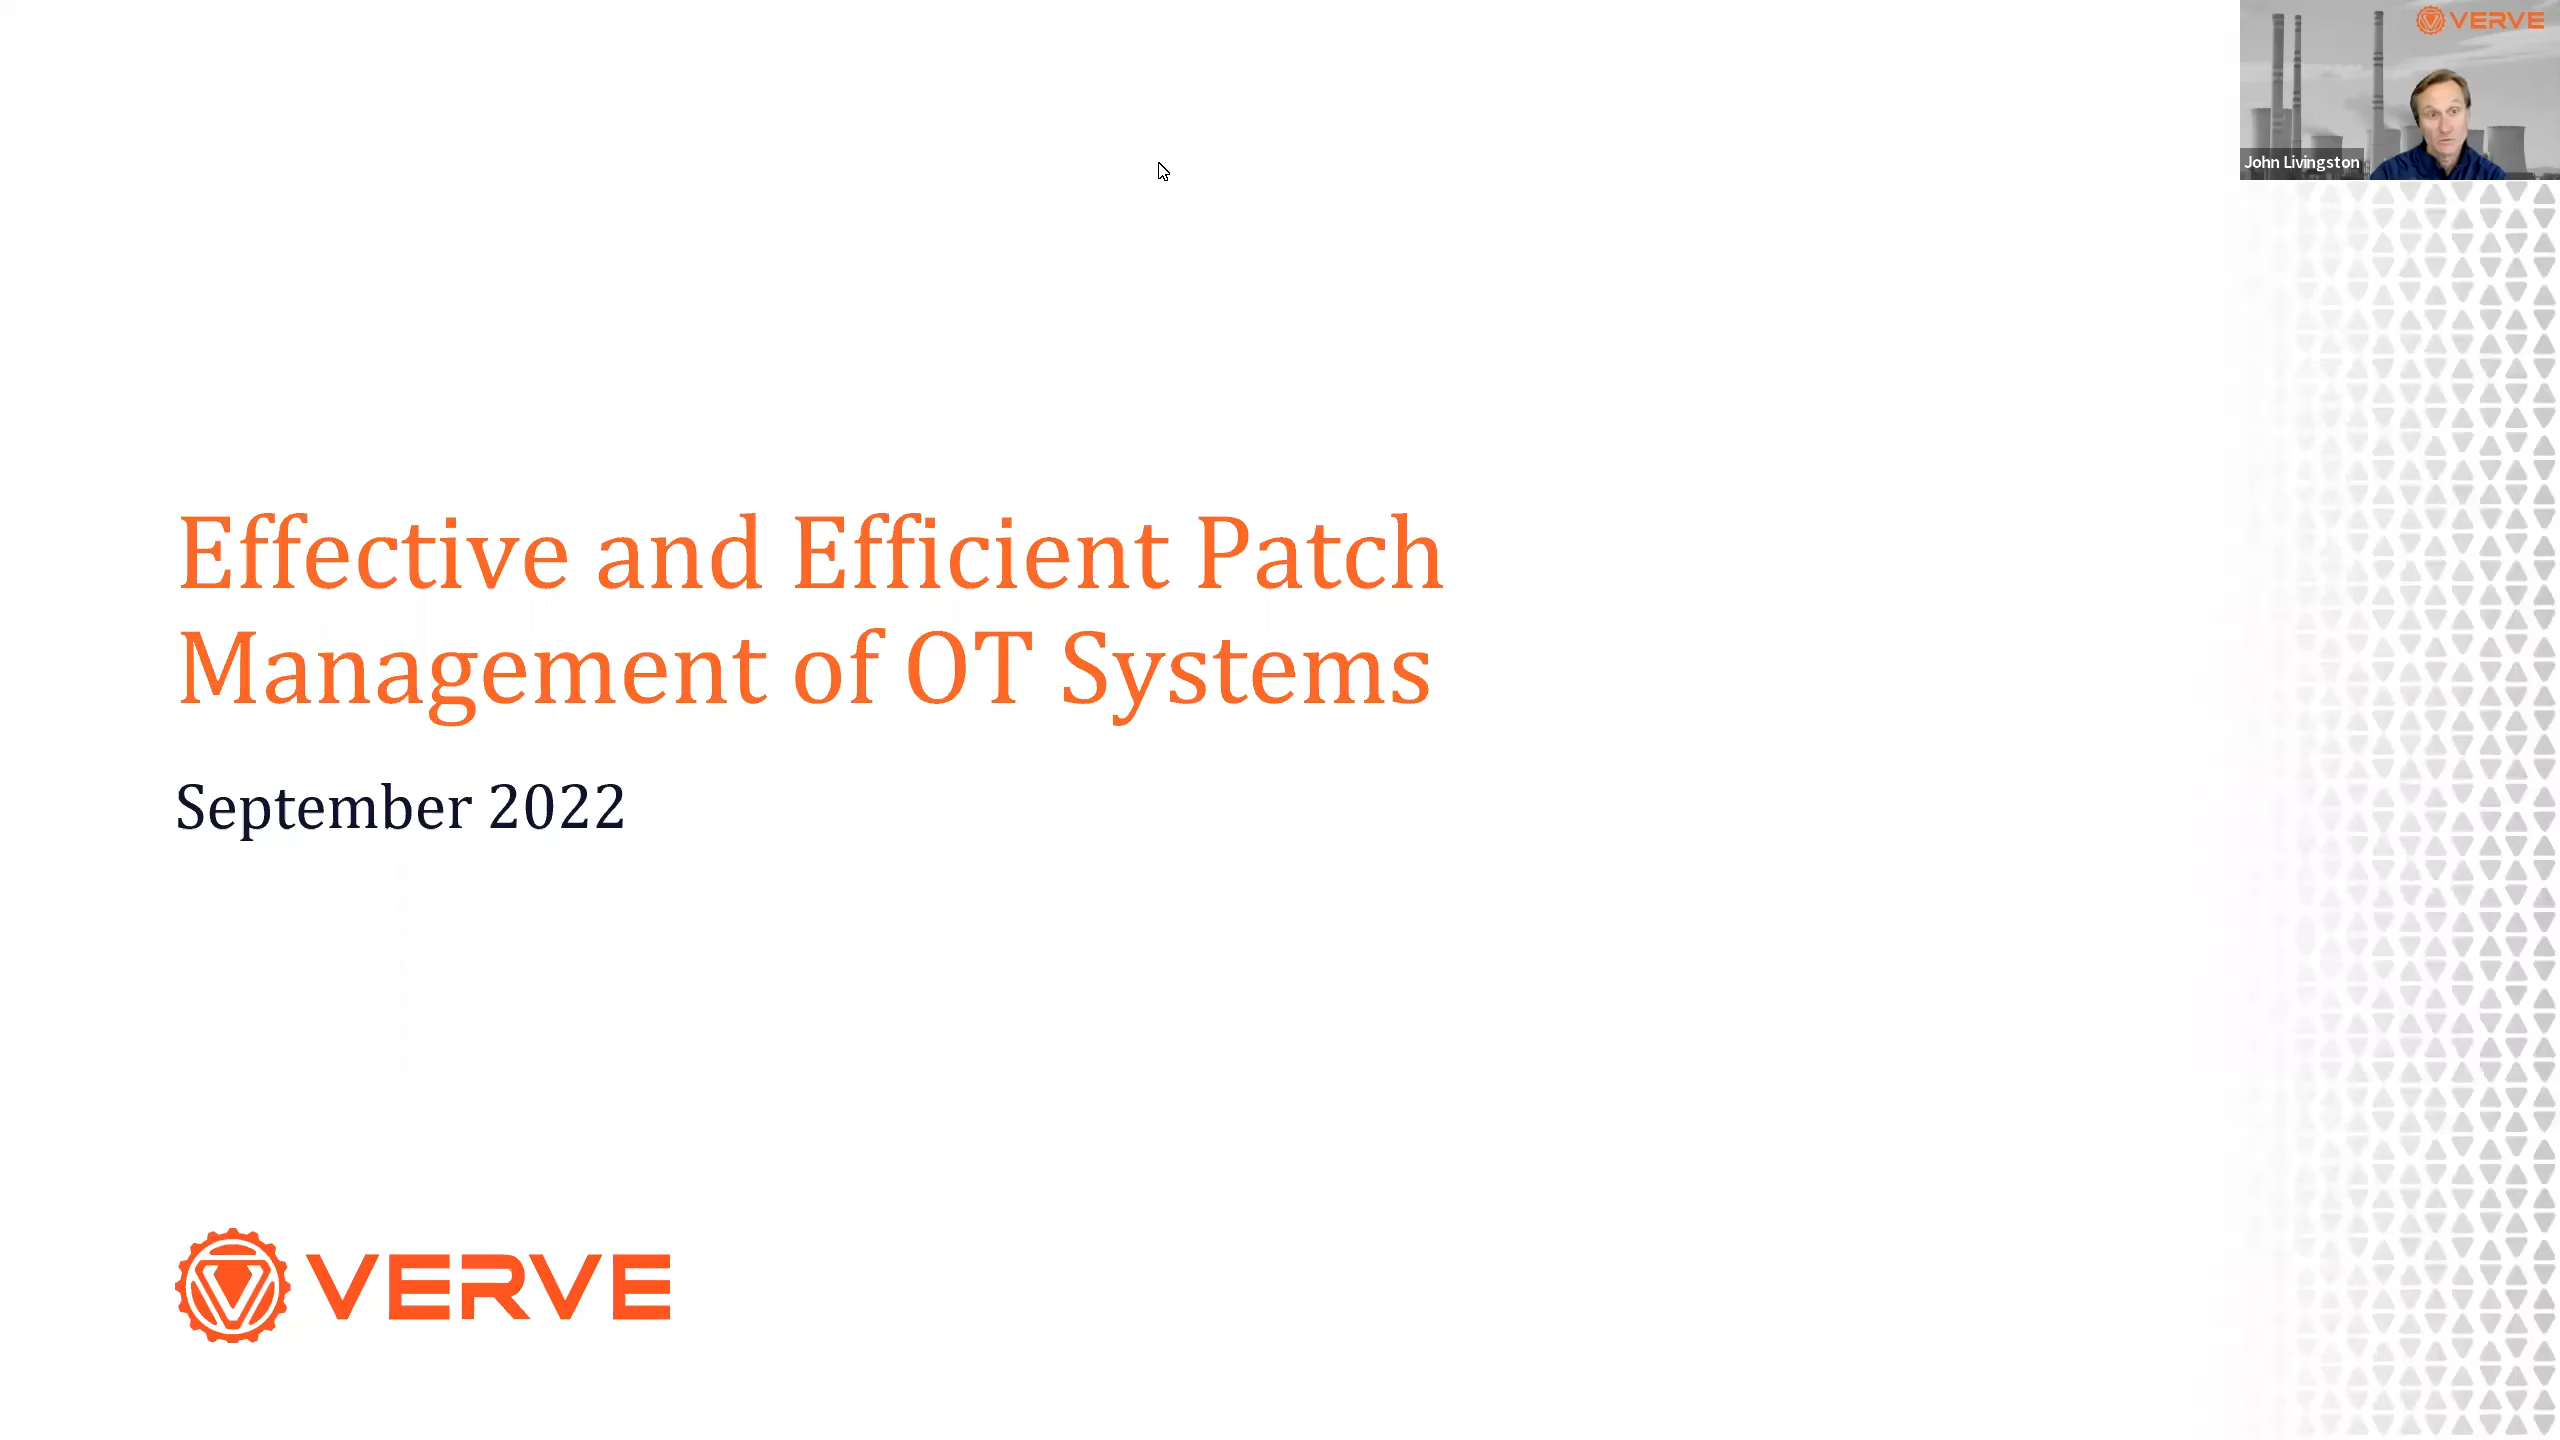 VERVE
John Livingston
Effective and Efficient Patch
Management of OT Systems
September 2022
VERVE